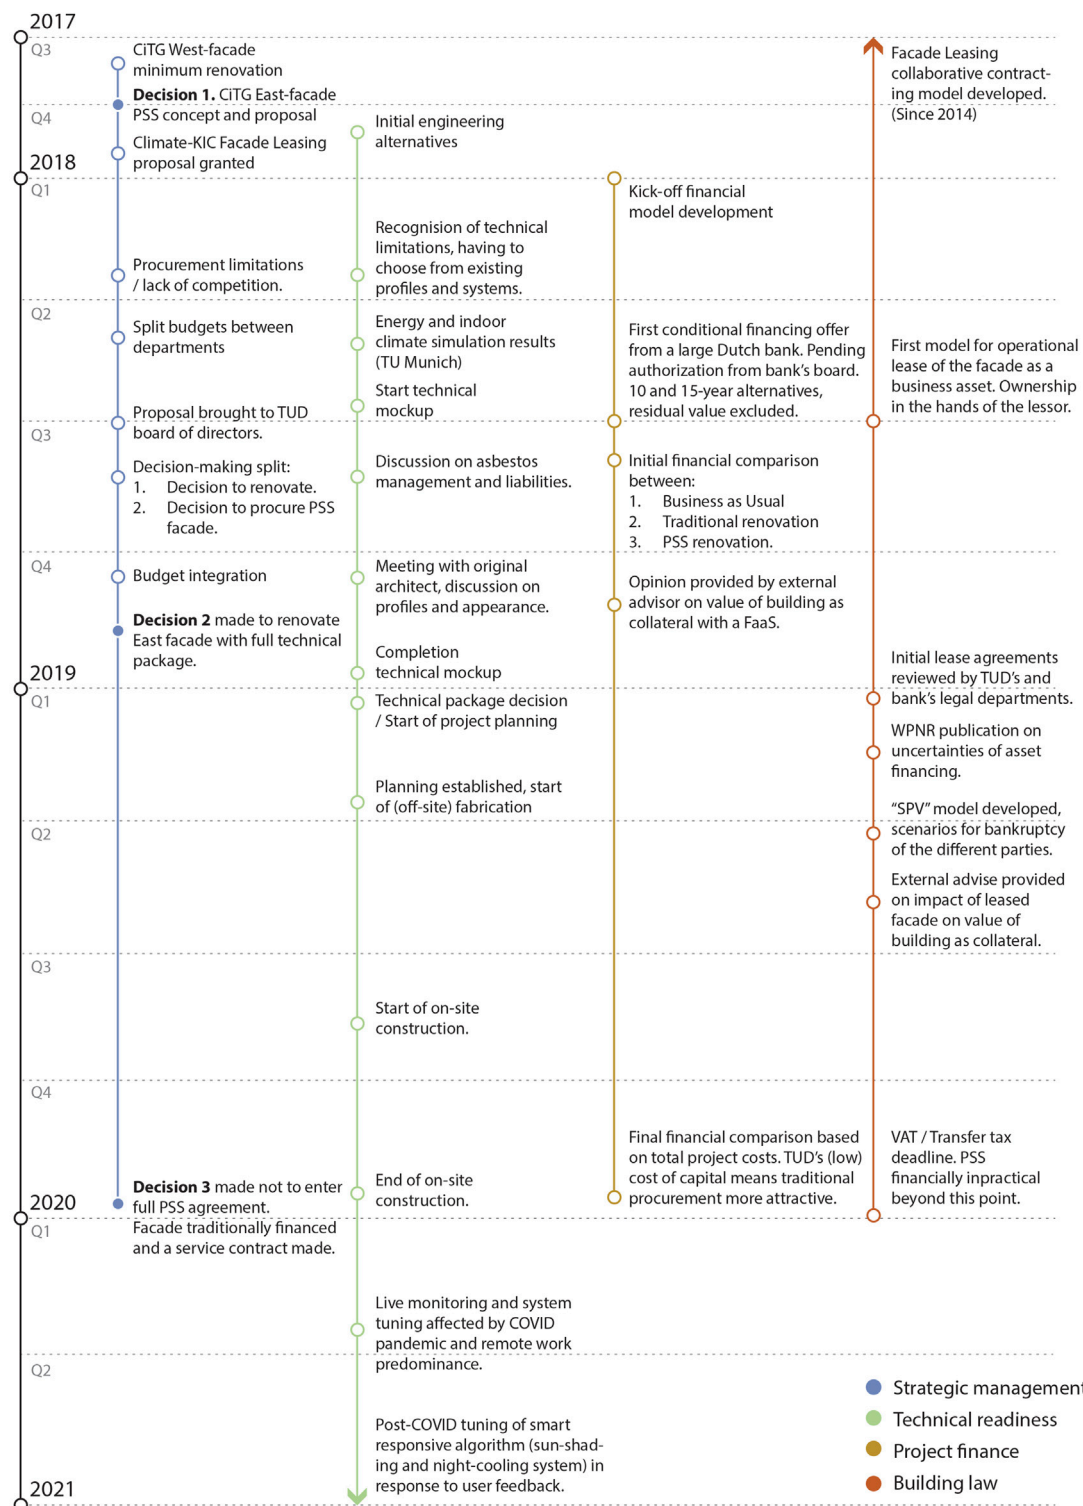 2017
Q3
Q4
2018
Q1
Q2
Q3
Q4
2019
Q1
Q2
Q3
Q4
2020
Q1
Q2
2021
CiTG West-facade
minimum renovation
Decision 1. CiTG East-facade
PSS concept and proposal
Climate-KIC Facade Leasing
proposal granted
Procurement limitations
/ lack of competition.
Split budgets between
departments
Proposal brought to TUD
board of directors.
Decision-making split:
1. Decision to renovate.
2. Decision to procure PSS
facade.
Budget integration
Decision 2 made to renovate
East facade with full technical
package.
Decision 3 made not to enter
full PSS agreement.
Facade traditionally financed
and a service contract made.
Initial engineering
alternatives
Recognision of technical
limitations, having to
choose from existing
profiles and systems.
Energy and indoor
climate simulation results
(TU Munich)
Start technical
mockup
Discussion on asbestos
management and liabilities.
Meeting with original
architect, discussion on
profiles and appearance.
Completion
technical mockup
Technical package decision
/ Start of project planning
Planning established, start
of (off-site) fabrication
Start of on-site
construction.
End of on-site
construction.
Live monitoring and system
tuning affected by COVID
pandemic and remote work
predominance.
Post-COVID tuning of smart
responsive algorithm (sun-shad-
ing and night-cooling system) in
response to user feedback.
Kick-off financial
model development
First conditional financing offer
from a large Dutch bank. Pending
authorization from bank's board.
10 and 15-year alternatives,
residual value excluded.
Initial financial comparison
between:
1. Business as Usual
2. Traditional renovation
3. PSS renovation.
Opinion provided by external
advisor on value of building as
collateral with a FaaS.
Final financial comparison based
on total project costs. TUD's (low)
cost of capital means traditional
procurement more attractive.
Facade Leasing
collaborative contract-
ing model developed.
(Since 2014)
First model for operational
lease of the facade as a
business asset. Ownership
in the hands of the lessor.
Initial lease agreements
reviewed by TUD's and
bank's legal departments.
WPNR publication on
uncertainties of asset
financing.
“SPV” model developed,
scenarios for bankruptcy
of the different parties.
External advise provided
on impact of leased
facade on value of
building as collateral.
VAT / Transfer tax
deadline. PSS
financially inpractical
beyond this point.
Strategic management
Technical readiness
Project finance
Building law